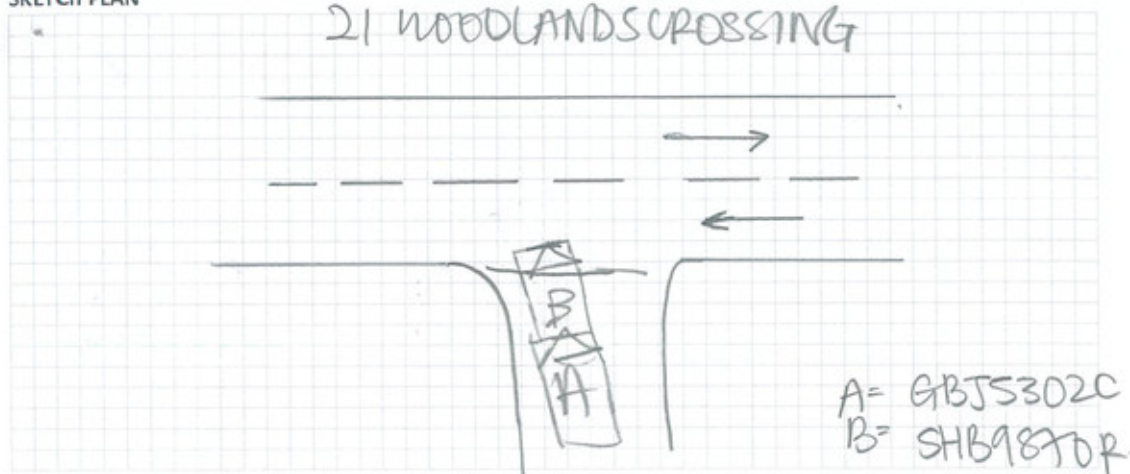 SKETCH PLAN
21 WOODLANDS CROSSING
B
A
A= GBJ5302C
B= SHB9870R